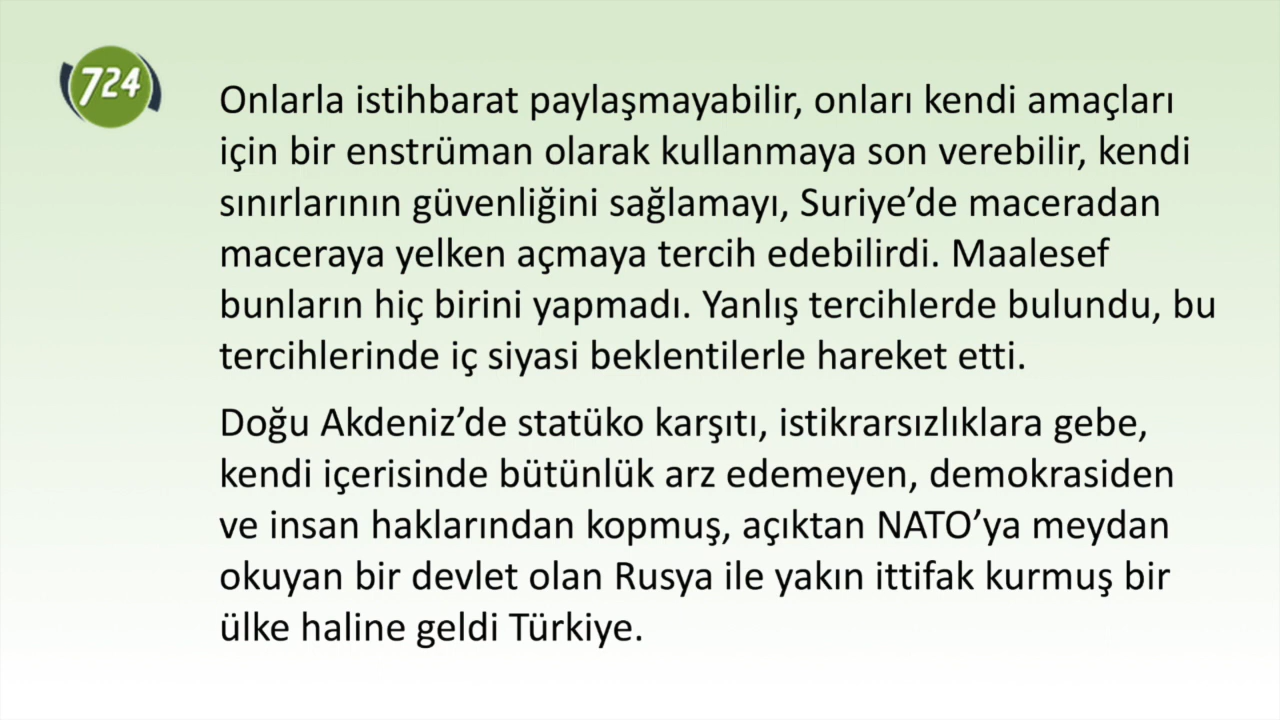 724
Onlarla istihbarat paylaşmayabilir, onları kendi amaçları
için bir enstrüman olarak kullanmaya son verebilir, kendi
sınırlarının güvenliğini sağlamayı, Suriye’de maceradan
maceraya yelken açmaya tercih edebilirdi. Maalesef
bunların hiç birini yapmadı. Yanlış tercihlerde bulundu, bu
tercihlerinde iç siyasi beklentilerle hareket etti.
Doğu Akdeniz’de statüko karşıtı, istikrarsızlıklara gebe,
kendi içerisinde bütünlük arz edemeyen, demokrasiden
ve insan haklarından kopmuş, açıktan NATO’ya meydan
okuyan bir devlet olan Rusya ile yakın ittifak kurmuş bir
ülke haline geldi Türkiye.